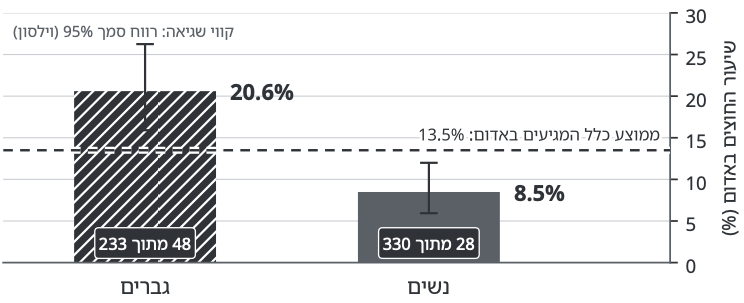 קווי שגיאה: רווח סמך 95% (וילסון)
שיעור החוצים באדום (%)
30
25
20
15
10
5
0
20.6%
ממוצע כלל המגיעים באדום: 13.5%
8.5%
48 מתוך 233
28 מתוך 330
גברים
נשים